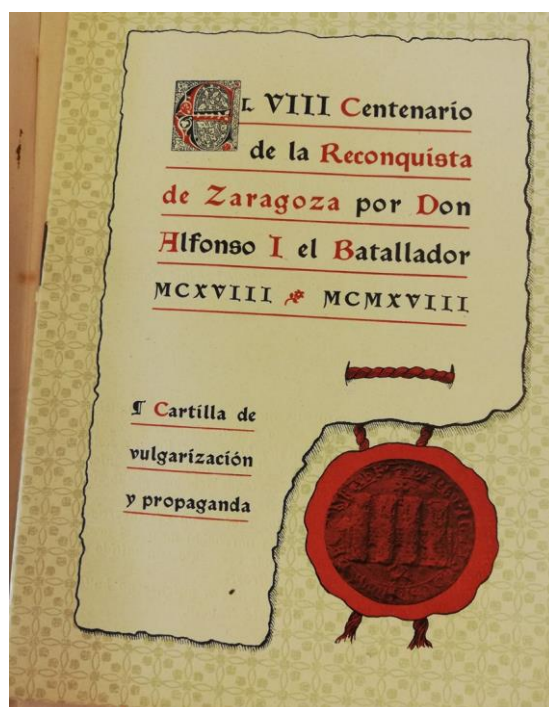 El VIII Centenario
de la Reconquista
de Zaragoza por Don
Alfonso I el Batallador
MCXVIII MCMXVIII
¶ Cartilla de
vulgarización
y propaganda